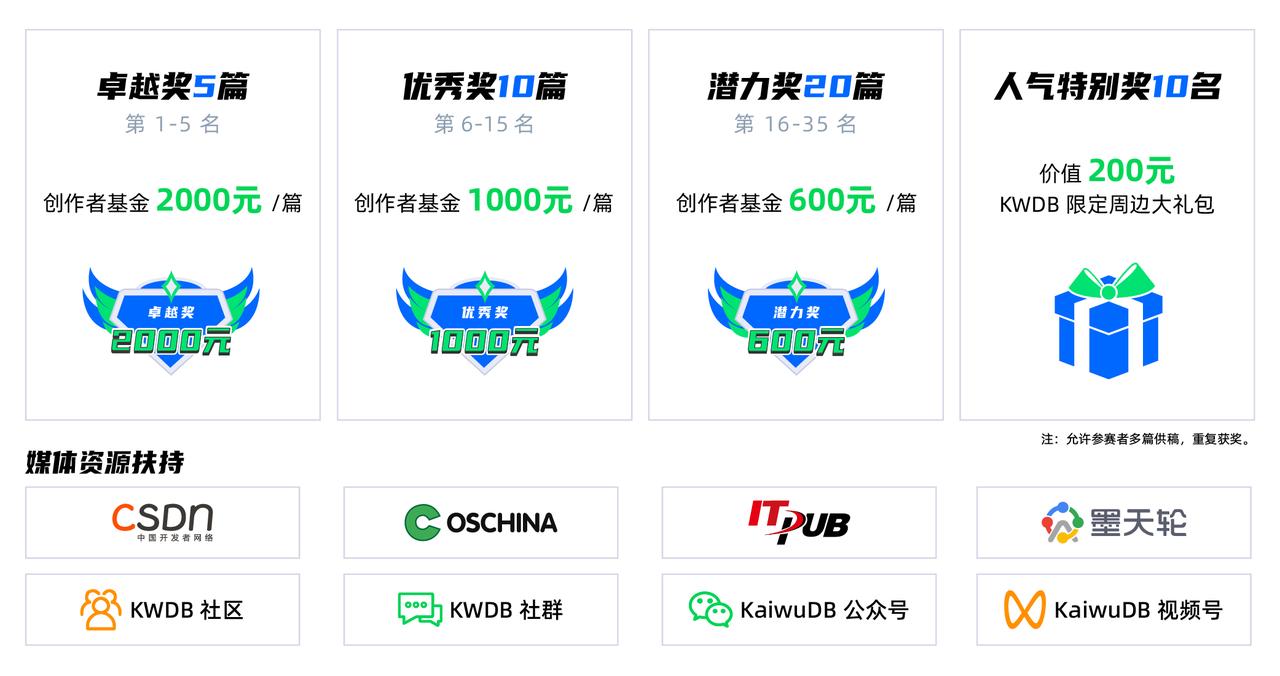 卓越奖5篇
第 1-5 名
创作者基金 2000元 /篇
卓越奖
2000元
优秀奖10篇
第 6-15 名
创作者基金 1000元 /篇
优秀奖
1000元
潜力奖20篇
第 16-35 名
创作者基金 600元 /篇
潜力奖
600元
人气特别奖10名
价值 200元
KWDB 限定周边大礼包
注：允许参赛者多篇供稿，重复获奖。
媒体资源扶持
CSDN
中国开发者网络
OSCHINA
ITPUB
墨天轮
KWDB 社区
KWDB 社群
KaiwuDB 公众号
KaiwuDB 视频号